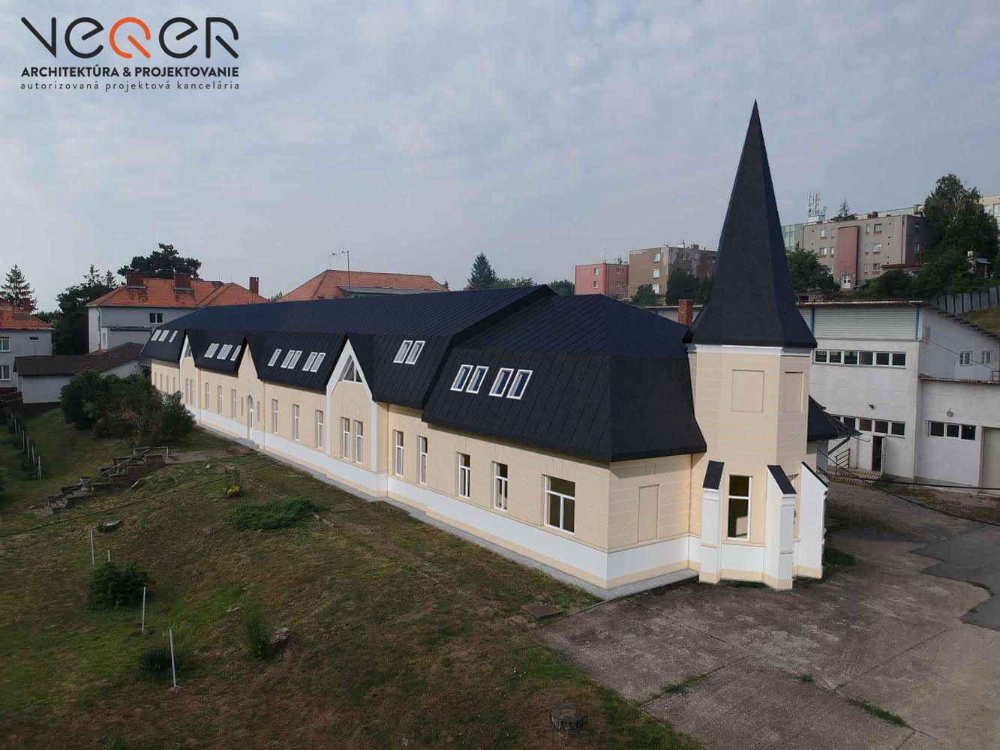 VEQER
ARCHITEKTÚRA & PROJEKTOVANIE
autorizovaná projektová kancelária